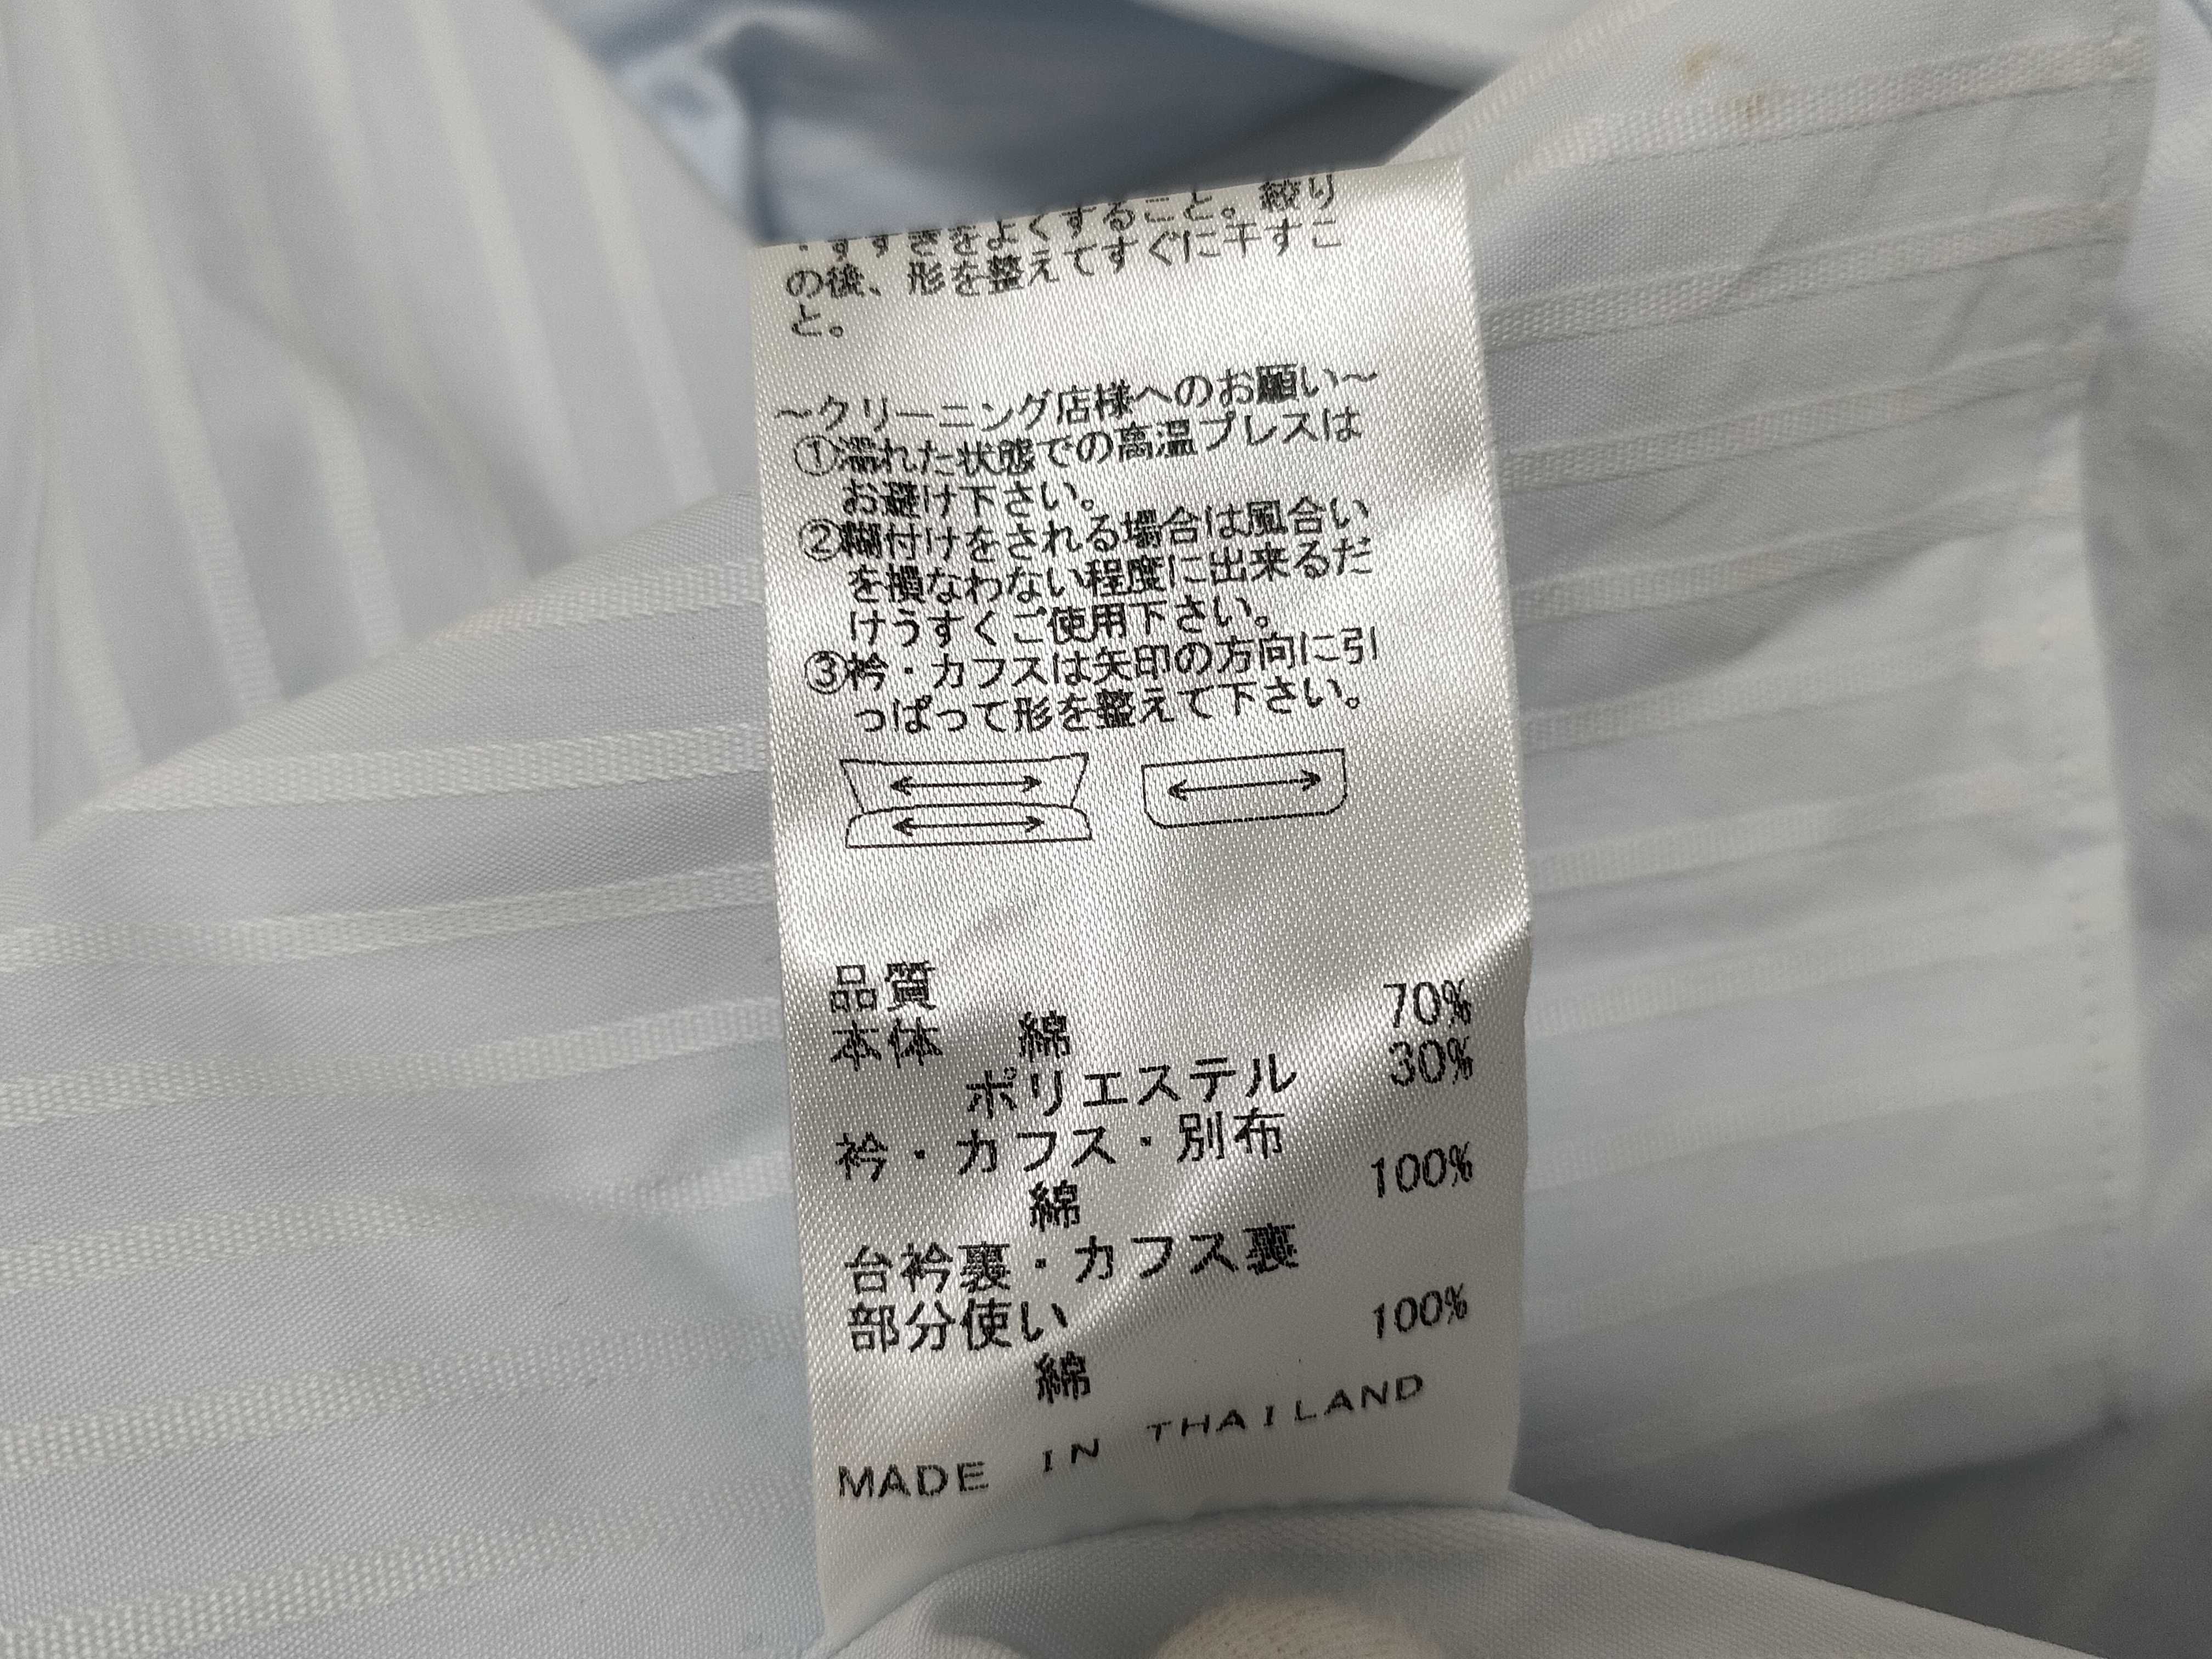 ・すすぎをよくすること。絞り
の後、形を整えてすぐに干すこ
と。
～クリーニング店様へのお願い～
①濡れた状態での高温プレスは
お避け下さい。
②糊付けをされる場合は風合い
を損なわない程度に出来るだ
けうすくご使用下さい。
③衿・カフスは矢印の方向に引
っぱって形を整えて下さい。
品質
本体 綿 70%
ポリエステル 30%
衿・カフス・別布
綿 100%
台衿裏・カフス裏
部分使い
綿 100%
MADE IN THAILAND